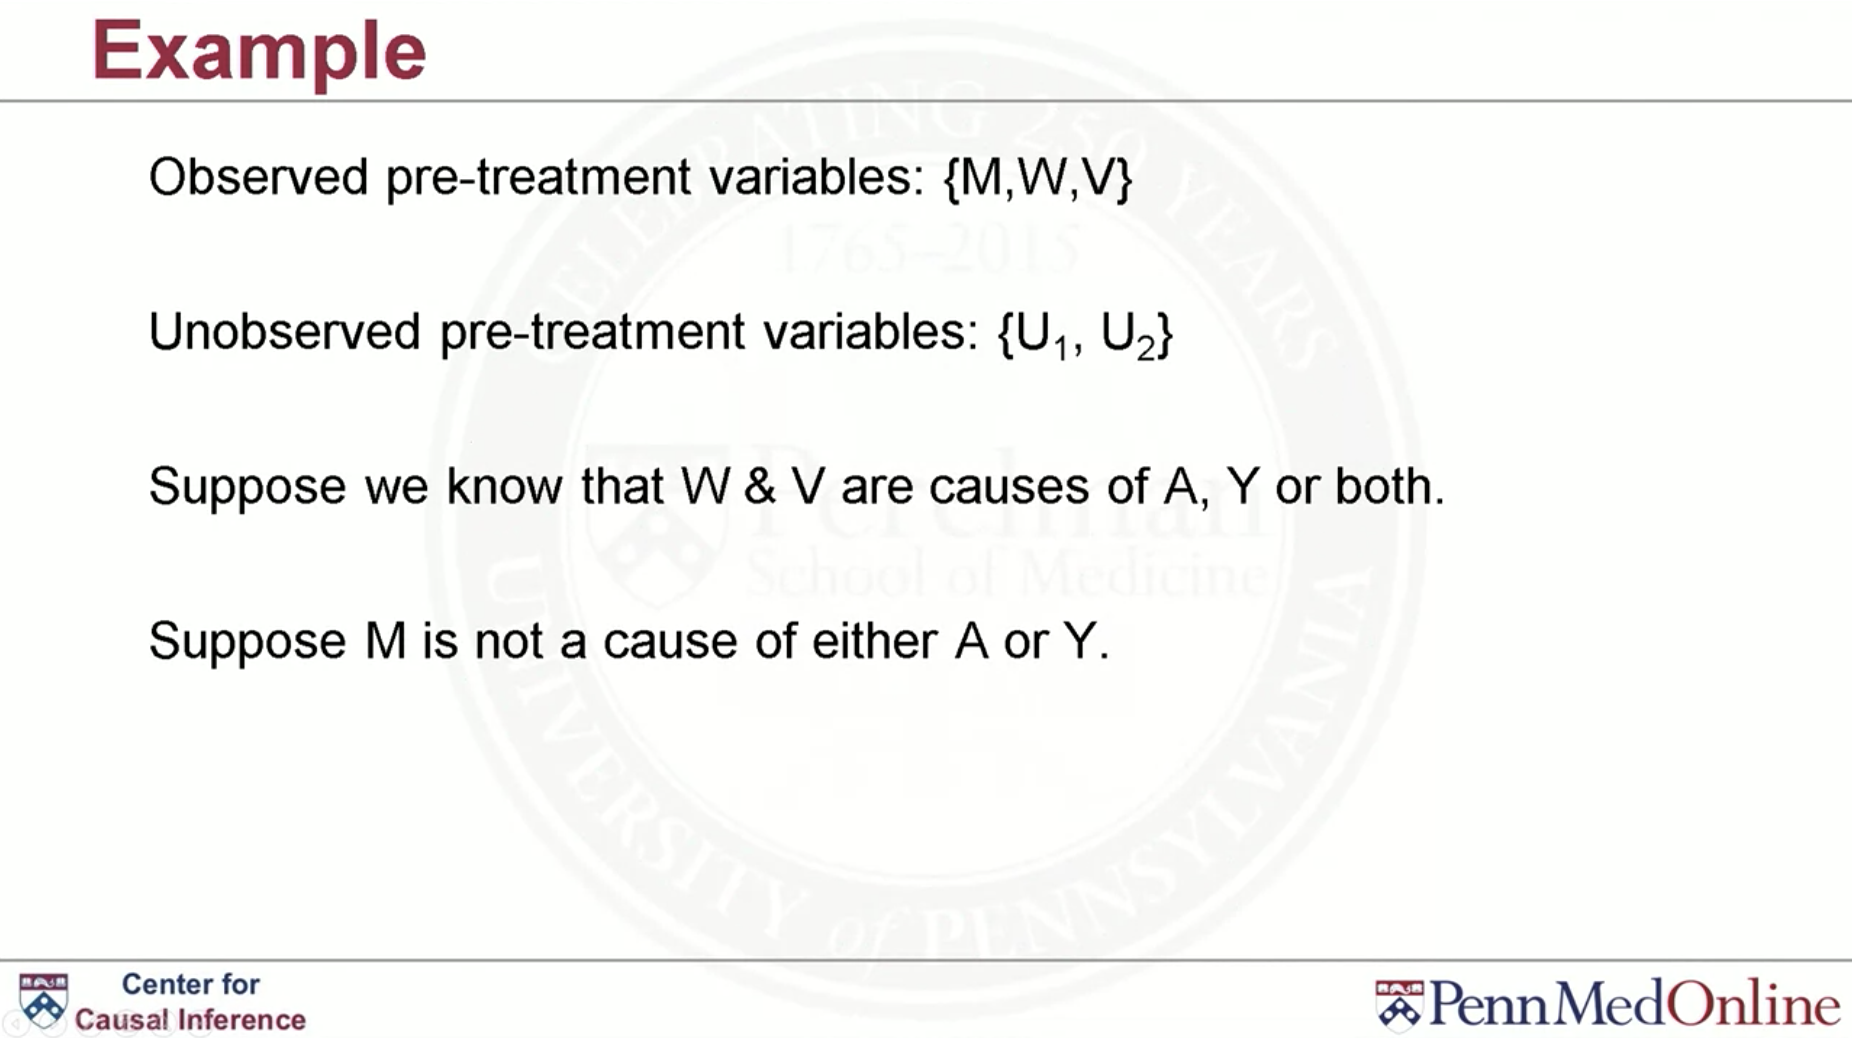 Example
Observed pre-treatment variables: {M,W,V}
Unobserved pre-treatment variables: {U₁, U₂}
Suppose we know that W & V are causes of A, Y or both.
Suppose M is not a cause of either A or Y.
CELEBRATING 250 YEARS
1765–2015
Perelman
School of Medicine
UNIVERSITY of PENNSYLVANIA
Center for
Causal Inference
PennMedOnline